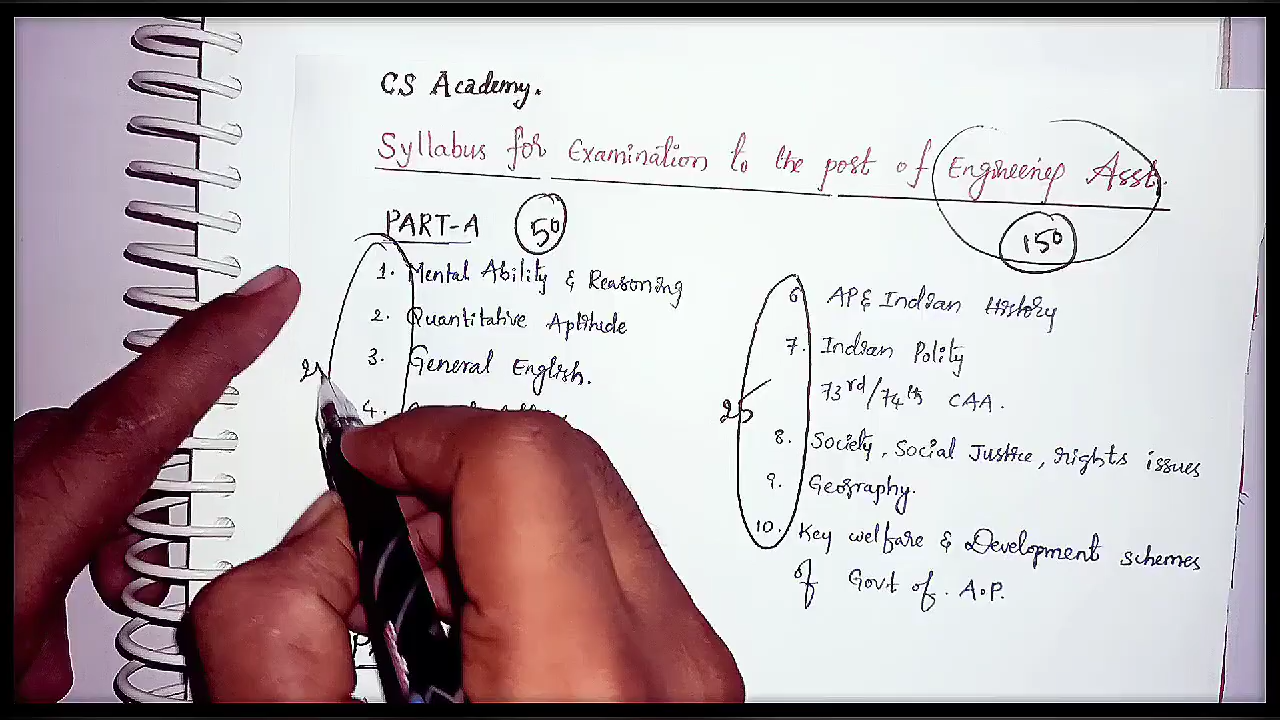 CS Academy.
Syllabus for Examination to the post of Engineering Asst.
150
PART-A 50
1. Mental Ability & Reasoning
2. Quantitative Aptitude
3. General English.
4.
6 AP & Indian History
7. Indian Polity
73rd/74th CAA.
25
8. Society, Social Justice, rights issues
9. Geography.
10. Key welfare & Development schemes
of Govt of. A.P.